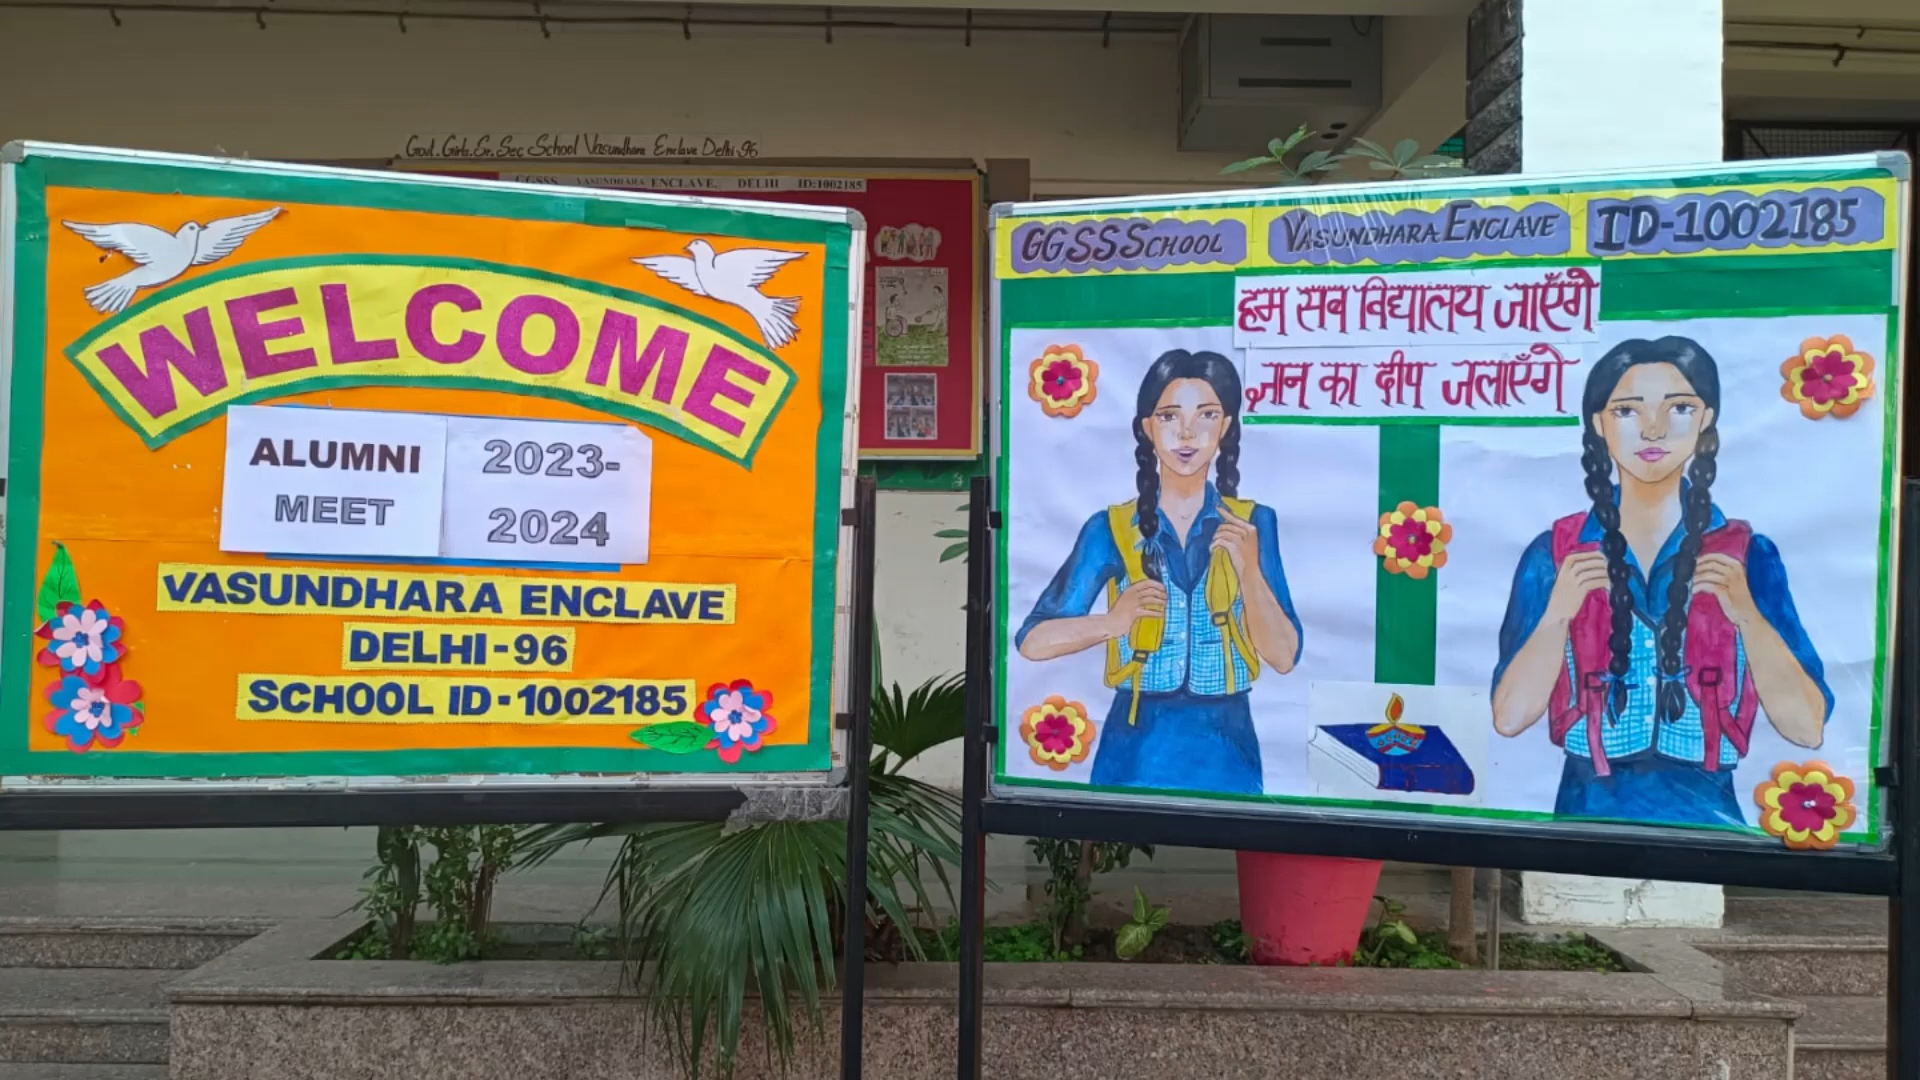 Govt. Girls. Sr. Sec School Vasundhara Enclave Delhi-96
GGSSS VASUNDHARA ENCLAVE, DELHI ID:1002185
WELCOME
ALUMNI MEET
2023-
2024
VASUNDHARA ENCLAVE
DELHI-96
SCHOOL ID-1002185
GGSSSCHOOL VASUNDHARA ENCLAVE ID-1002185
हम सब विद्यालय जाएँगे
ज्ञान का दीप जलाएँगे